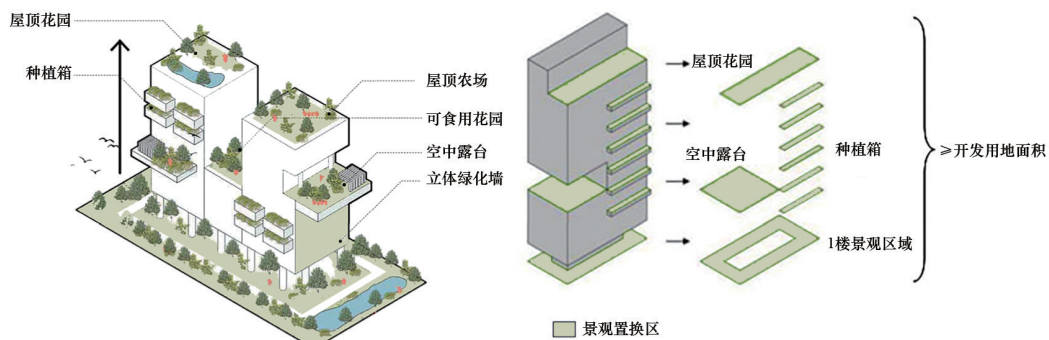 屋顶花园
种植箱
屋顶农场
可食用花园
空中露台
立体绿化墙
屋顶花园
空中露台
种植箱
1楼景观区域
≥开发用地面积
景观置换区